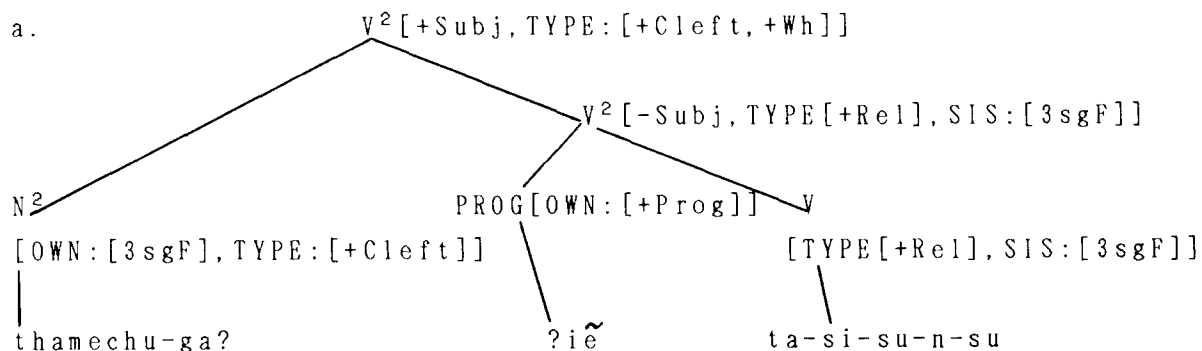 a. V²[+Subj,TYPE:[+Cleft,+Wh]]
V²[-Subj,TYPE[+Rel],SIS:[3sgF]]
N² PROG[OWN:[+Prog]] V
[OWN:[3sgF],TYPE:[+Cleft]] [TYPE[+Rel],SIS:[3sgF]]
thamechu-ga? ?iẽ ta-si-su-n-su